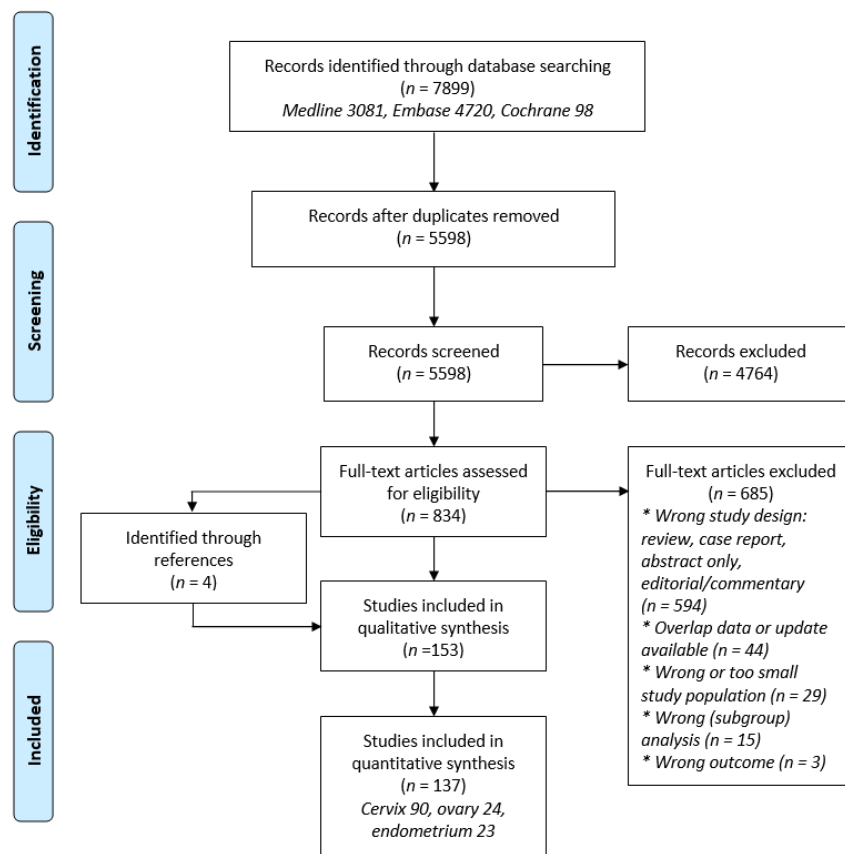 Identification
Records identified through database searching
(n = 7899)
Medline 3081, Embase 4720, Cochrane 98
Records after duplicates removed
(n = 5598)
Screening
Records screened
(n = 5598)
Records excluded
(n = 4764)
Eligibility
Full-text articles assessed
for eligibility
(n = 834)
Full-text articles excluded
(n = 685)
* Wrong study design:
review, case report,
abstract only,
editorial/commentary
(n = 594)
* Overlap data or update
available (n = 44)
* Wrong or too small
study population (n = 29)
* Wrong (subgroup)
analysis (n = 15)
* Wrong outcome (n = 3)
Identified through
references
(n = 4)
Studies included in
qualitative synthesis
(n =153)
Included
Studies included in
quantitative synthesis
(n = 137)
Cervix 90, ovary 24,
endometrium 23